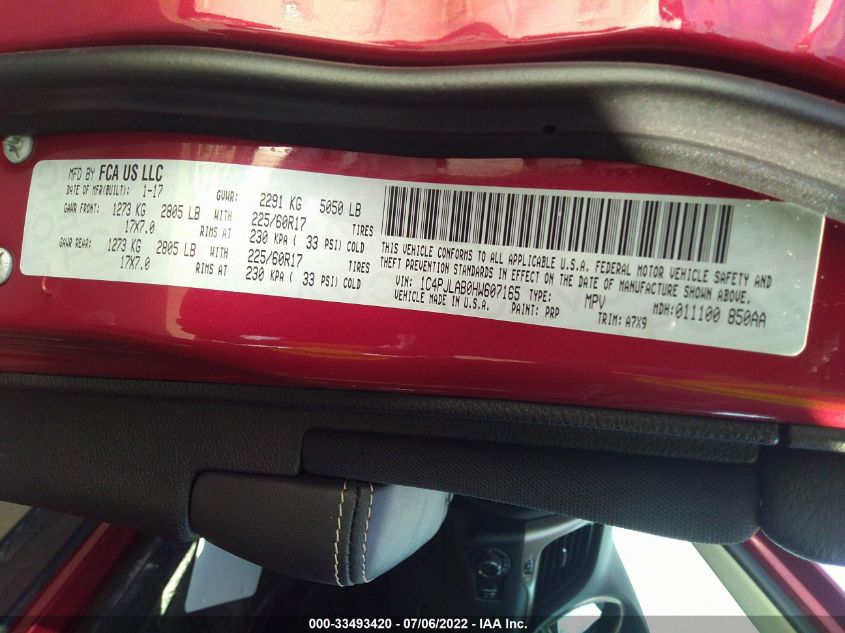 MFD BY FCA US LLC
DATE OF MFR(BUILT): 1-17 GVWR: 2291 KG 5050 LB
GAWR FRONT: 1273 KG 2805 LB WITH 225/60R17 TIRES
17X7.0 RIMS AT 230 KPA ( 33 PSI) COLD
GAWR REAR: 1273 KG 2805 LB WITH 225/60R17 TIRES
17X7.0 RIMS AT 230 KPA ( 33 PSI) COLD
THIS VEHICLE CONFORMS TO ALL APPLICABLE U.S.A. FEDERAL MOTOR VEHICLE SAFETY AND
THEFT PREVENTION STANDARDS IN EFFECT ON THE DATE OF MANUFACTURE SHOWN ABOVE.
VIN: 1C4PJLAB0HW607165 TYPE: MPV MDH:011100 850AA
VEHICLE MADE IN U.S.A. PAINT: PRP TRIM: A7X9
000-33493420 - 07/06/2022 - IAA Inc.